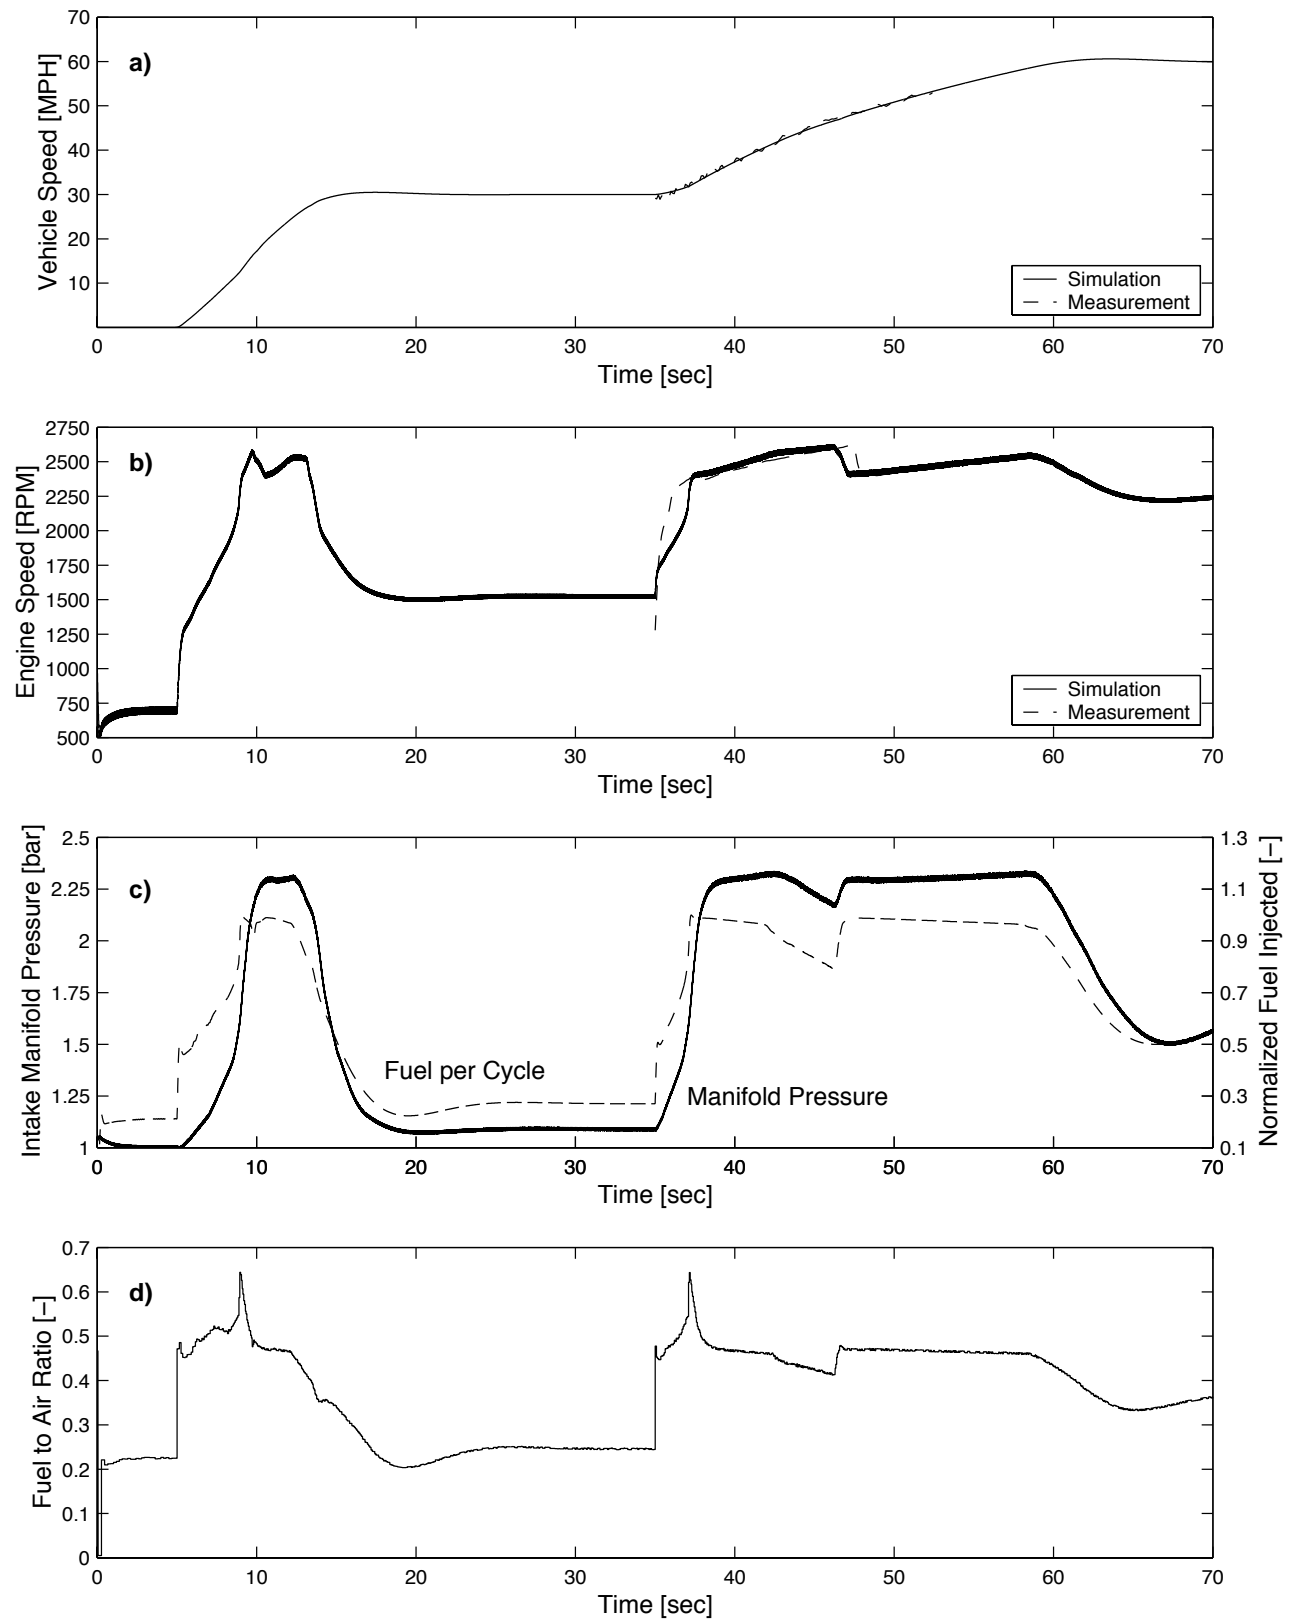 70
60
50
40
30
20
10
Vehicle Speed [MPH]
a)
Simulation
Measurement
0 10 20 30 40 50 60 70
Time [sec]
2750
2500
2250
2000
1750
1500
1250
1000
750
500
Engine Speed [RPM]
b)
Simulation
Measurement
0 10 20 30 40 50 60 70
Time [sec]
2.5
2.25
2
1.75
1.5
1.25
1
Intake Manifold Pressure [bar]
c)
Fuel per Cycle
Manifold Pressure
1.3
1.1
0.9
0.7
0.5
0.3
0.1
Normalized Fuel Injected [–]
0 10 20 30 40 50 60 70
Time [sec]
0.7
0.6
0.5
0.4
0.3
0.2
0.1
0
Fuel to Air Ratio [–]
d)
0 10 20 30 40 50 60 70
Time [sec]